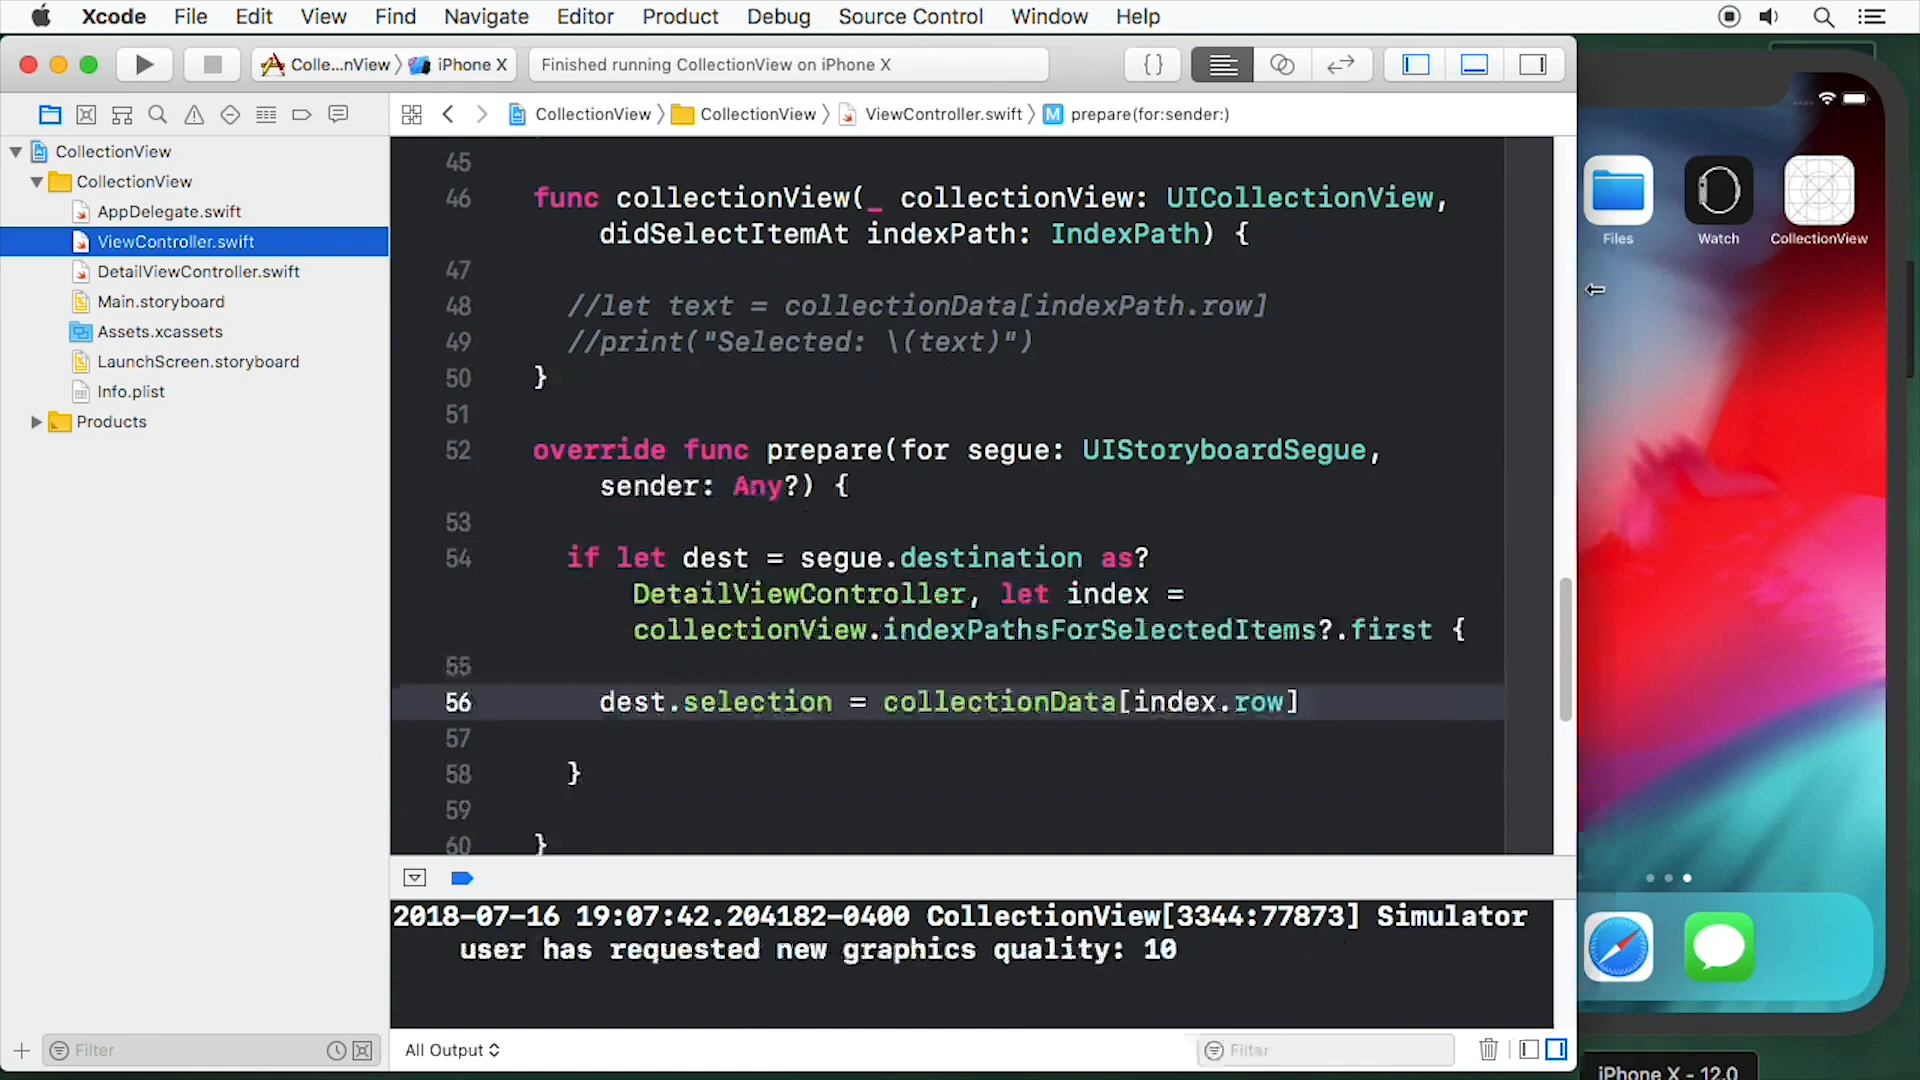 Xcode File Edit View Find Navigate Editor Product Debug Source Control Window Help
Colle...nView iPhone X
Finished running CollectionView on iPhone X
{}
CollectionView CollectionView ViewController.swift M prepare(for:sender:)
CollectionView
CollectionView
AppDelegate.swift
ViewController.swift
DetailViewController.swift
Main.storyboard
Assets.xcassets
LaunchScreen.storyboard
Info.plist
Products
Filter
45
46 func collectionView(_ collectionView: UICollectionView,
didSelectItemAt indexPath: IndexPath) {
47
48 //let text = collectionData[indexPath.row]
49 //print("Selected: \(text)")
50 }
51
52 override func prepare(for segue: UIStoryboardSegue,
sender: Any?) {
53
54 if let dest = segue.destination as?
DetailViewController, let index =
collectionView.indexPathsForSelectedItems?.first {
55
56 dest.selection = collectionData[index.row]
57
58 }
59
60 }
2018-07-16 19:07:42.204182-0400 CollectionView[3344:77873] Simulator
user has requested new graphics quality: 10
All Output
Filter
Files
Watch
CollectionView
iPhone X - 12.0